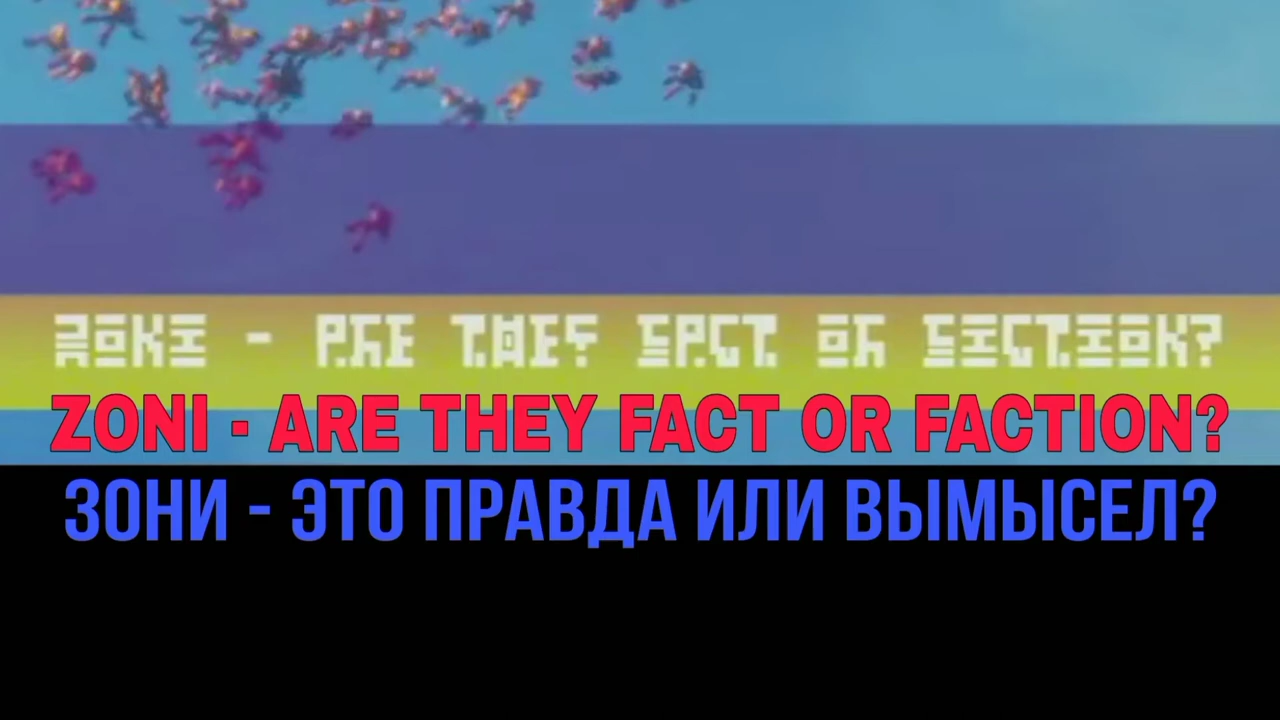 ZONI - ARE THEY FACT OR FACTION?
ЗОНИ - ЭТО ПРАВДА ИЛИ ВЫМЫСЕЛ?